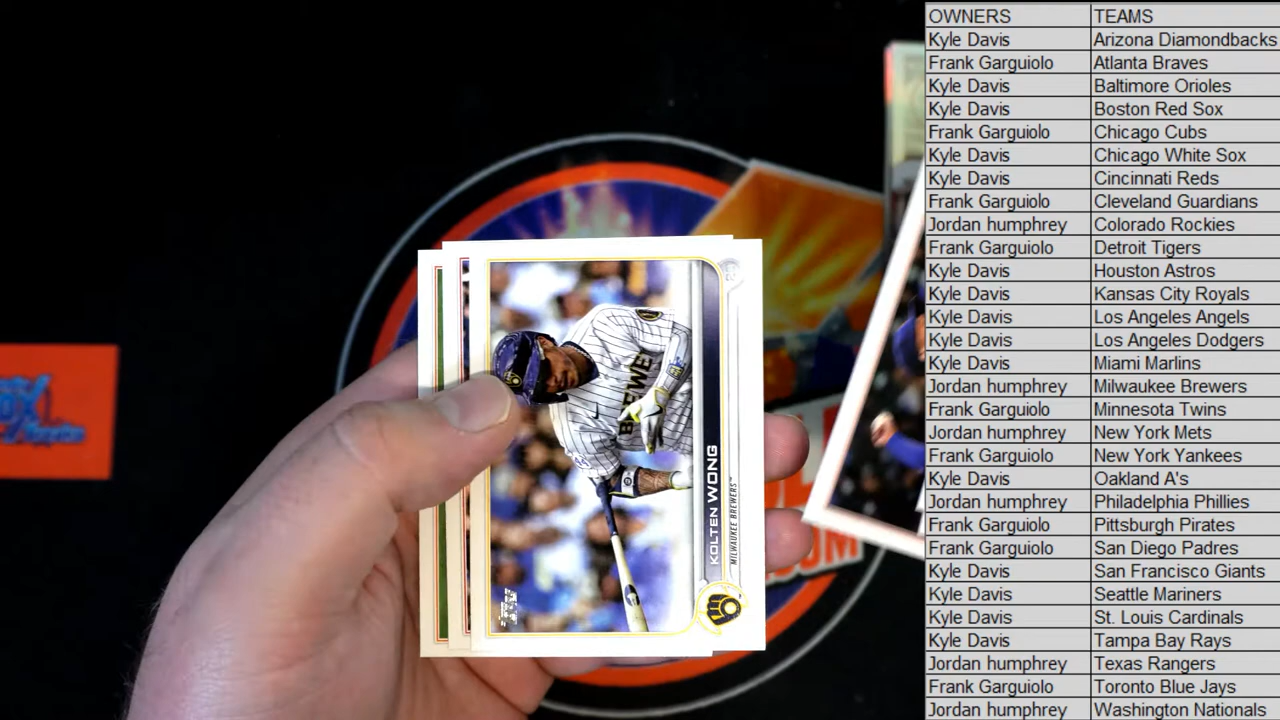 OWNERS TEAMS
Kyle Davis Arizona Diamondbacks
Frank Garguiolo Atlanta Braves
Kyle Davis Baltimore Orioles
Kyle Davis Boston Red Sox
Frank Garguiolo Chicago Cubs
Kyle Davis Chicago White Sox
Kyle Davis Cincinnati Reds
Frank Garguiolo Cleveland Guardians
Jordan humphrey Colorado Rockies
Frank Garguiolo Detroit Tigers
Kyle Davis Houston Astros
Kyle Davis Kansas City Royals
Kyle Davis Los Angeles Angels
Kyle Davis Los Angeles Dodgers
Kyle Davis Miami Marlins
Jordan humphrey Milwaukee Brewers
Frank Garguiolo Minnesota Twins
Jordan humphrey New York Mets
Frank Garguiolo New York Yankees
Kyle Davis Oakland A's
Jordan humphrey Philadelphia Phillies
Frank Garguiolo Pittsburgh Pirates
Frank Garguiolo San Diego Padres
Kyle Davis San Francisco Giants
Kyle Davis Seattle Mariners
Kyle Davis St. Louis Cardinals
Kyle Davis Tampa Bay Rays
Jordan humphrey Texas Rangers
Frank Garguiolo Toronto Blue Jays
Jordan humphrey Washington Nationals
KOLTEN WONG
MILWAUKEE BREWERS
BREWE